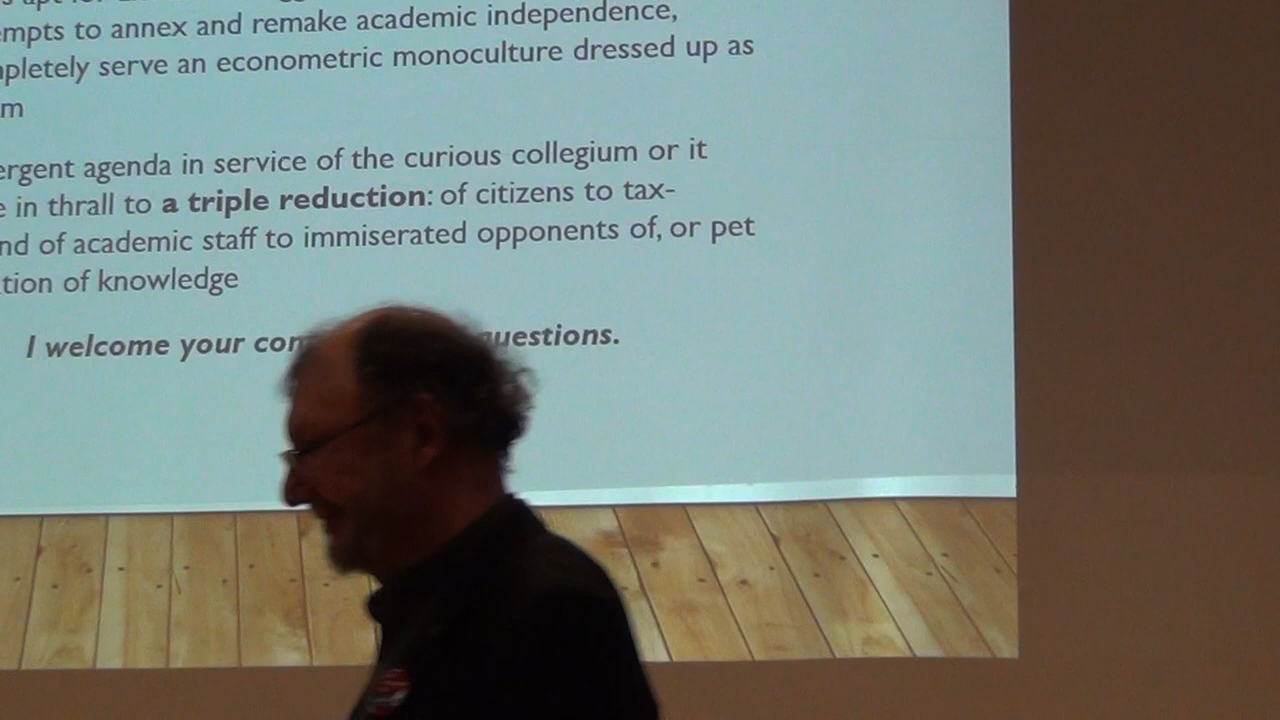 empts to annex and remake academic independence,
pletely serve an econometric monoculture dressed up as
m
ergent agenda in service of the curious collegium or it
e in thrall to a triple reduction: of citizens to tax-
nd of academic staff to immiserated opponents of, or pet
tion of knowledge
I welcome your com uestions.